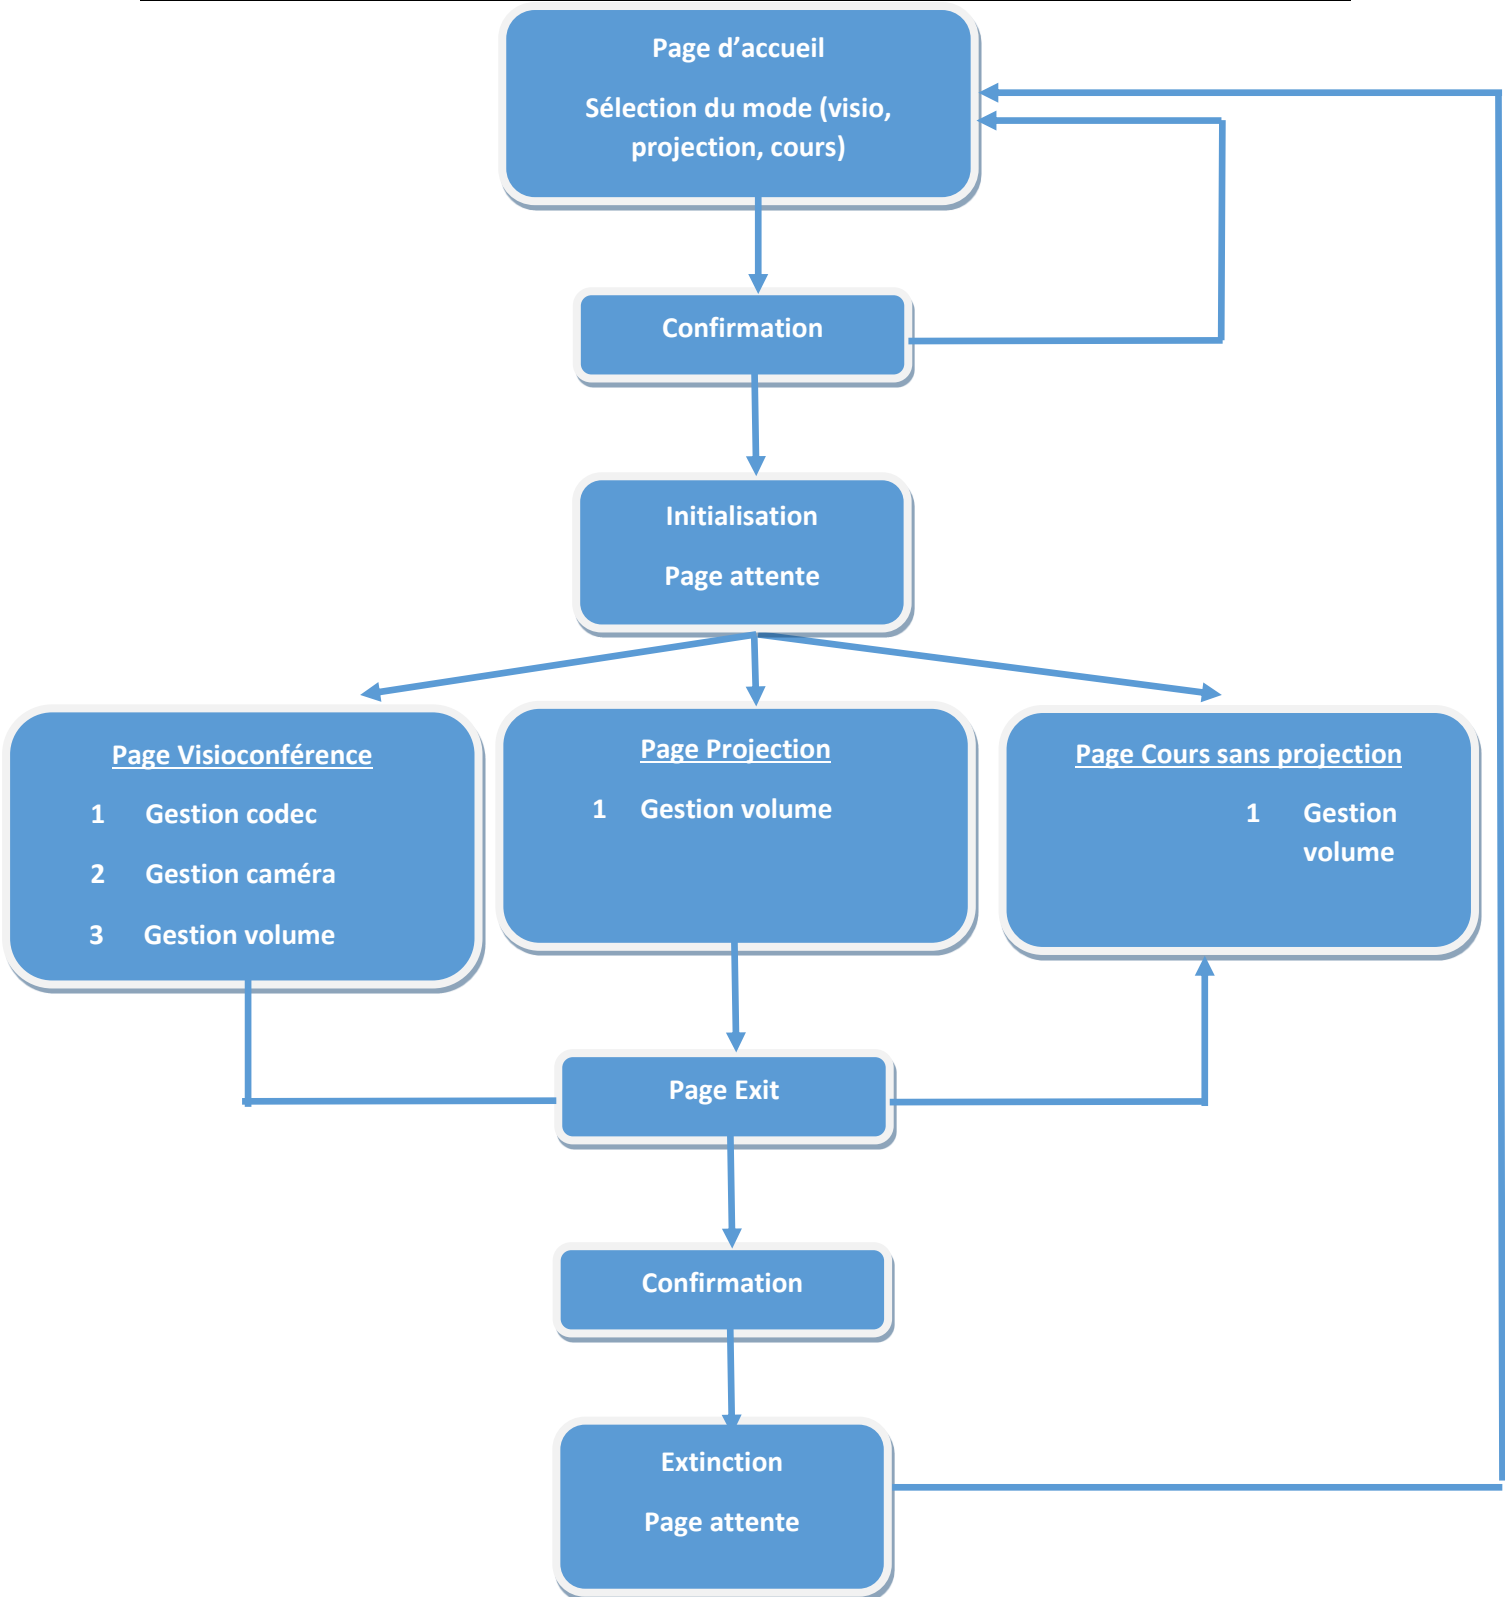 Page d’accueil
Sélection du mode (visio,
projection, cours)
Confirmation
Initialisation
Page attente
Page Visioconférence
1 Gestion codec
2 Gestion caméra
3 Gestion volume
Page Projection
1 Gestion volume
Page Cours sans projection
1 Gestion
volume
Page Exit
Confirmation
Extinction
Page attente